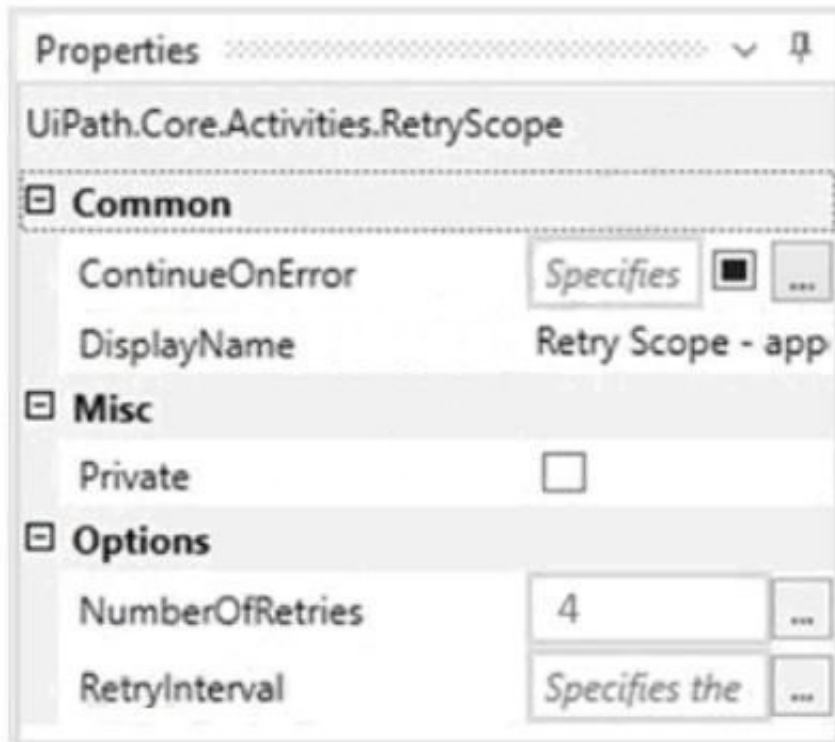 Properties
UiPath.Core.Activities.RetryScope
Common
ContinueOnError Specifies ...
DisplayName Retry Scope - app
Misc
Private
Options
NumberOfRetries 4 ...
RetryInterval Specifies the ...